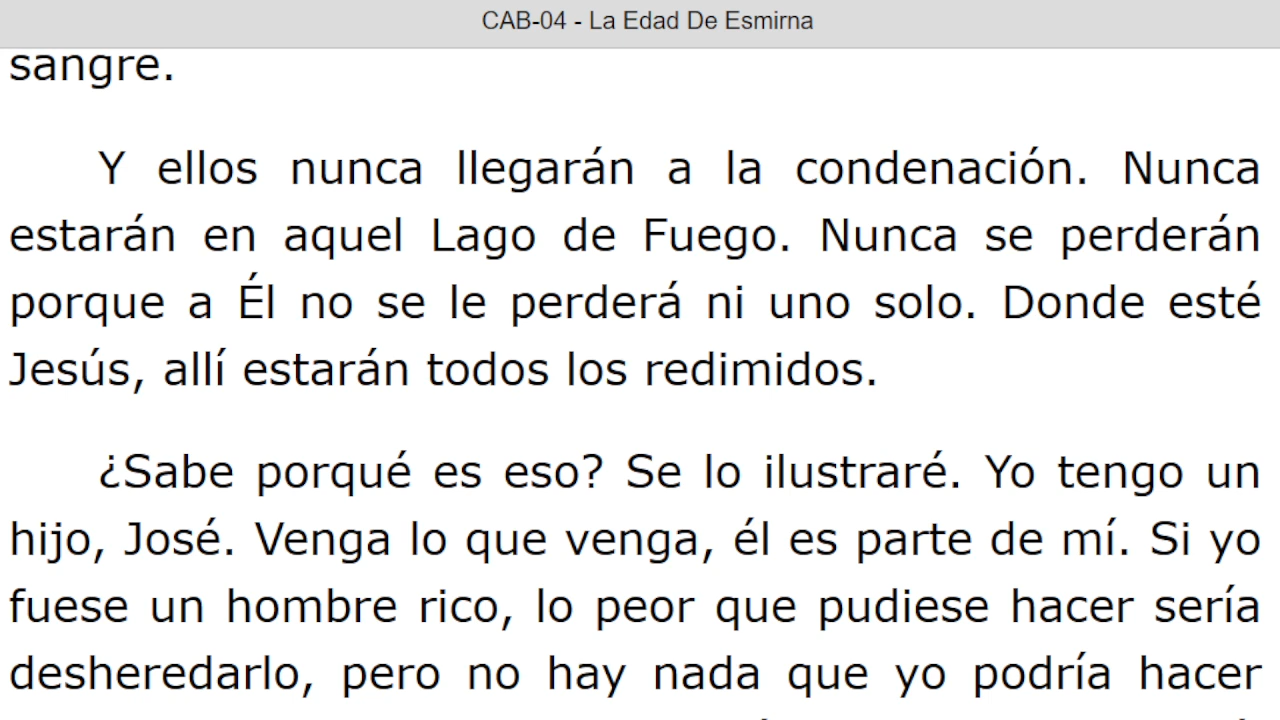 CAB-04 - La Edad De Esmirna
sangre.
Y ellos nunca llegarán a la condenación. Nunca
estarán en aquel Lago de Fuego. Nunca se perderán
porque a Él no se le perderá ni uno solo. Donde esté
Jesús, allí estarán todos los redimidos.
¿Sabe porqué es eso? Se lo ilustraré. Yo tengo un
hijo, José. Venga lo que venga, él es parte de mí. Si yo
fuese un hombre rico, lo peor que pudiese hacer sería
desheredarlo, pero no hay nada que yo podría hacer